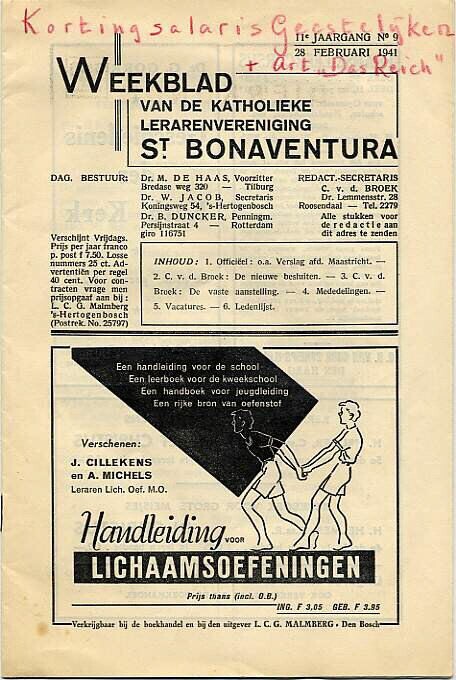 Korting salaris Geestelijken
+ Art. „Das Reich"
11e JAARGANG No 9
28 FEBRUARI 1941
WEEKBLAD
VAN DE KATHOLIEKE
LERARENVEREENIGING
ST BONAVENTURA
DAG. BESTUUR:
Dr. M. DE HAAS, Voorzitter
Bredase weg 320 — Tilburg
Dr. W. JACOB, Secretaris
Koningsweg 54, 's-Hertogenbosch
Dr. B. DUNCKER, Penningm.
Persijnstraat 4 — Rotterdam
giro 116751
REDACT.-SECRETARIS
C. v. d. BROEK
Dr. Lemmensstr. 28
Roosendaal — Tel. 2279
Alle stukken voor
de redactie aan
dit adres te zenden
Verschijnt Vrijdags.
Prijs per jaar franco
p. post f 7.50. Losse
nummers 25 ct. Ad-
vertentiën per regel
40 cent. Voor con-
tracten vrage men
prijsopgaaf aan bij:
L. C. G. Malmberg
's-Hertogenbosch
(Postrek. No. 25797)
INHOUD: 1. Officiëel: o.a. Verslag afd. Maastricht. —
2. C. v. d. Broek: De nieuwe besluiten. — 3. C. v. d.
Broek: De vaste aanstelling. — 4. Mededelingen. —
5. Vacatures. — 6. Ledenlijst.
Een handleiding voor de school
Een leerboek voor de kweekschool
Een handboek voor jeugdleiding
Een rijke bron van oefenstof
Verschenen:
J. CILLEKENS
en A. MICHELS
Leraren Lich. Oef. M.O.
Handleiding VOOR
LICHAAMSOEFENINGEN
Prijs thans (incl. O.B.)
ING. F 3,05 GEB. F 3.95
Verkrijgbaar bij de boekhandel en bij den uitgever L. C. G. MALMBERG - Den Bosch